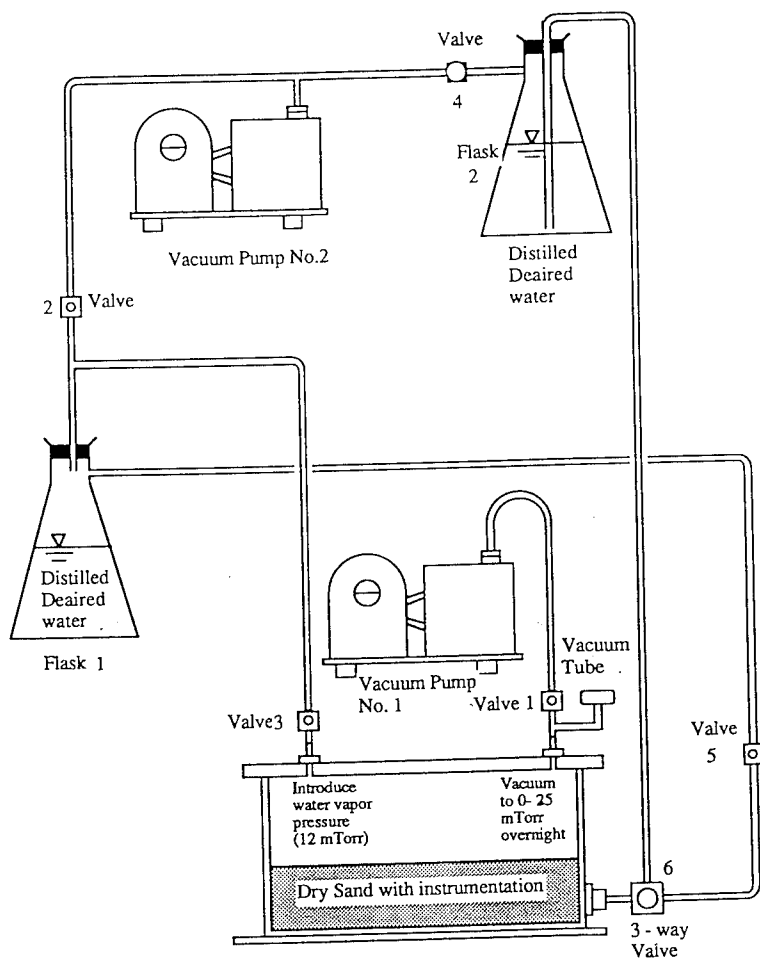 Valve
4
Flask
2
Vacuum Pump No.2
Distilled
Deaired
water
2 Valve
Distilled
Deaired
water
Flask 1
Vacuum
Tube
Vacuum Pump
No. 1
Valve 1
Valve3
Valve
5
Introduce
water vapor
pressure
(12 mTorr)
Vacuum
to 0-25
mTorr
overnight
Dry Sand with instrumentation
6
3 - way
Valve